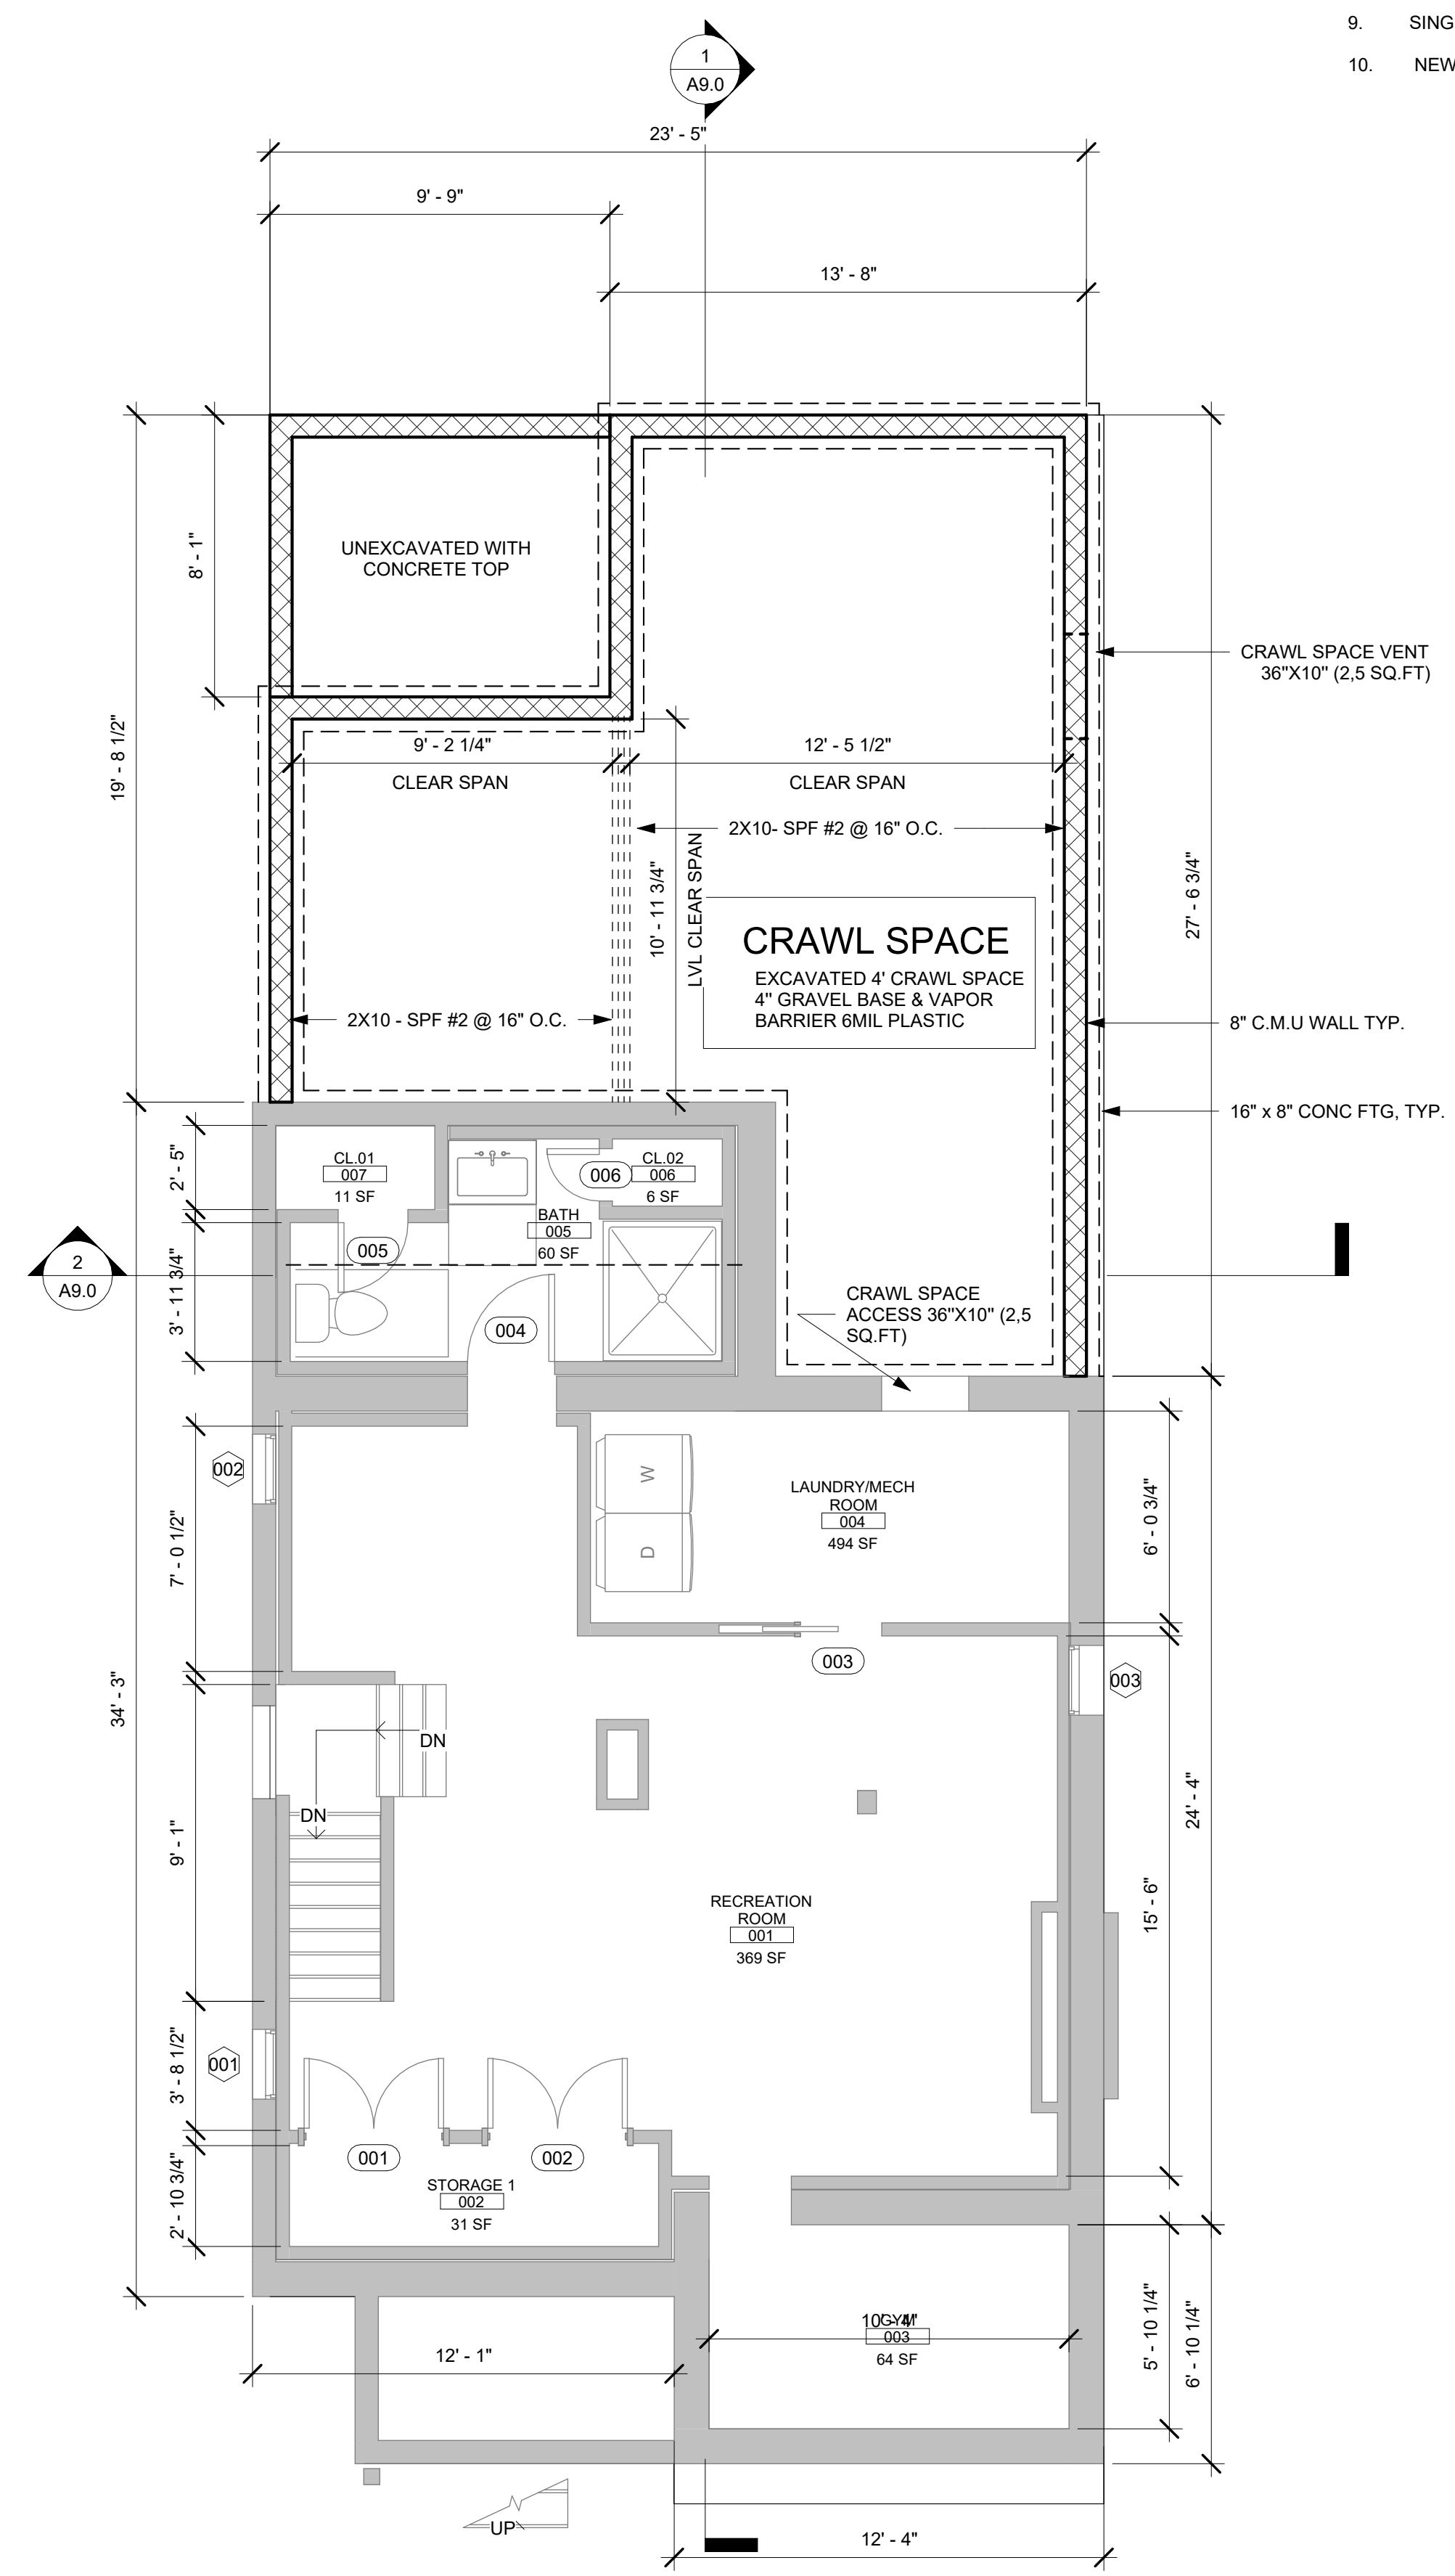 9. SING
10. NEW
1
A9.0
23' - 5"
9' - 9"
13' - 8"
UNEXCAVATED WITH
CONCRETE TOP
8' - 1"
19' - 8 1/2"
CRAWL SPACE VENT
36"X10" (2,5 SQ.FT)
9' - 2 1/4"
CLEAR SPAN
12' - 5 1/2"
CLEAR SPAN
2X10- SPF #2 @ 16" O.C.
10' - 11 3/4"
LVL CLEAR SPAN
27' - 6 3/4"
CRAWL SPACE
EXCAVATED 4' CRAWL SPACE
4" GRAVEL BASE & VAPOR
BARRIER 6MIL PLASTIC
2X10 - SPF #2 @ 16" O.C.
8" C.M.U WALL TYP.
16" x 8" CONC FTG, TYP.
2' - 5"
CL.01
007
11 SF
006
CL.02
006
6 SF
BATH
005
60 SF
005
3' - 11 3/4"
2
A9.0
004
CRAWL SPACE
ACCESS 36"X10" (2,5
SQ.FT)
002
W
D
LAUNDRY/MECH
ROOM
004
494 SF
6' - 0 3/4"
7' - 0 1/2"
003
003
34' - 3"
DN
DN
9' - 1"
24' - 4"
15' - 6"
RECREATION
ROOM
001
369 SF
001
3' - 8 1/2"
001
002
2' - 10 3/4"
STORAGE 1
002
31 SF
10' - 4"
GYM
003
64 SF
12' - 1"
5' - 10 1/4"
6' - 10 1/4"
UP
12' - 4"